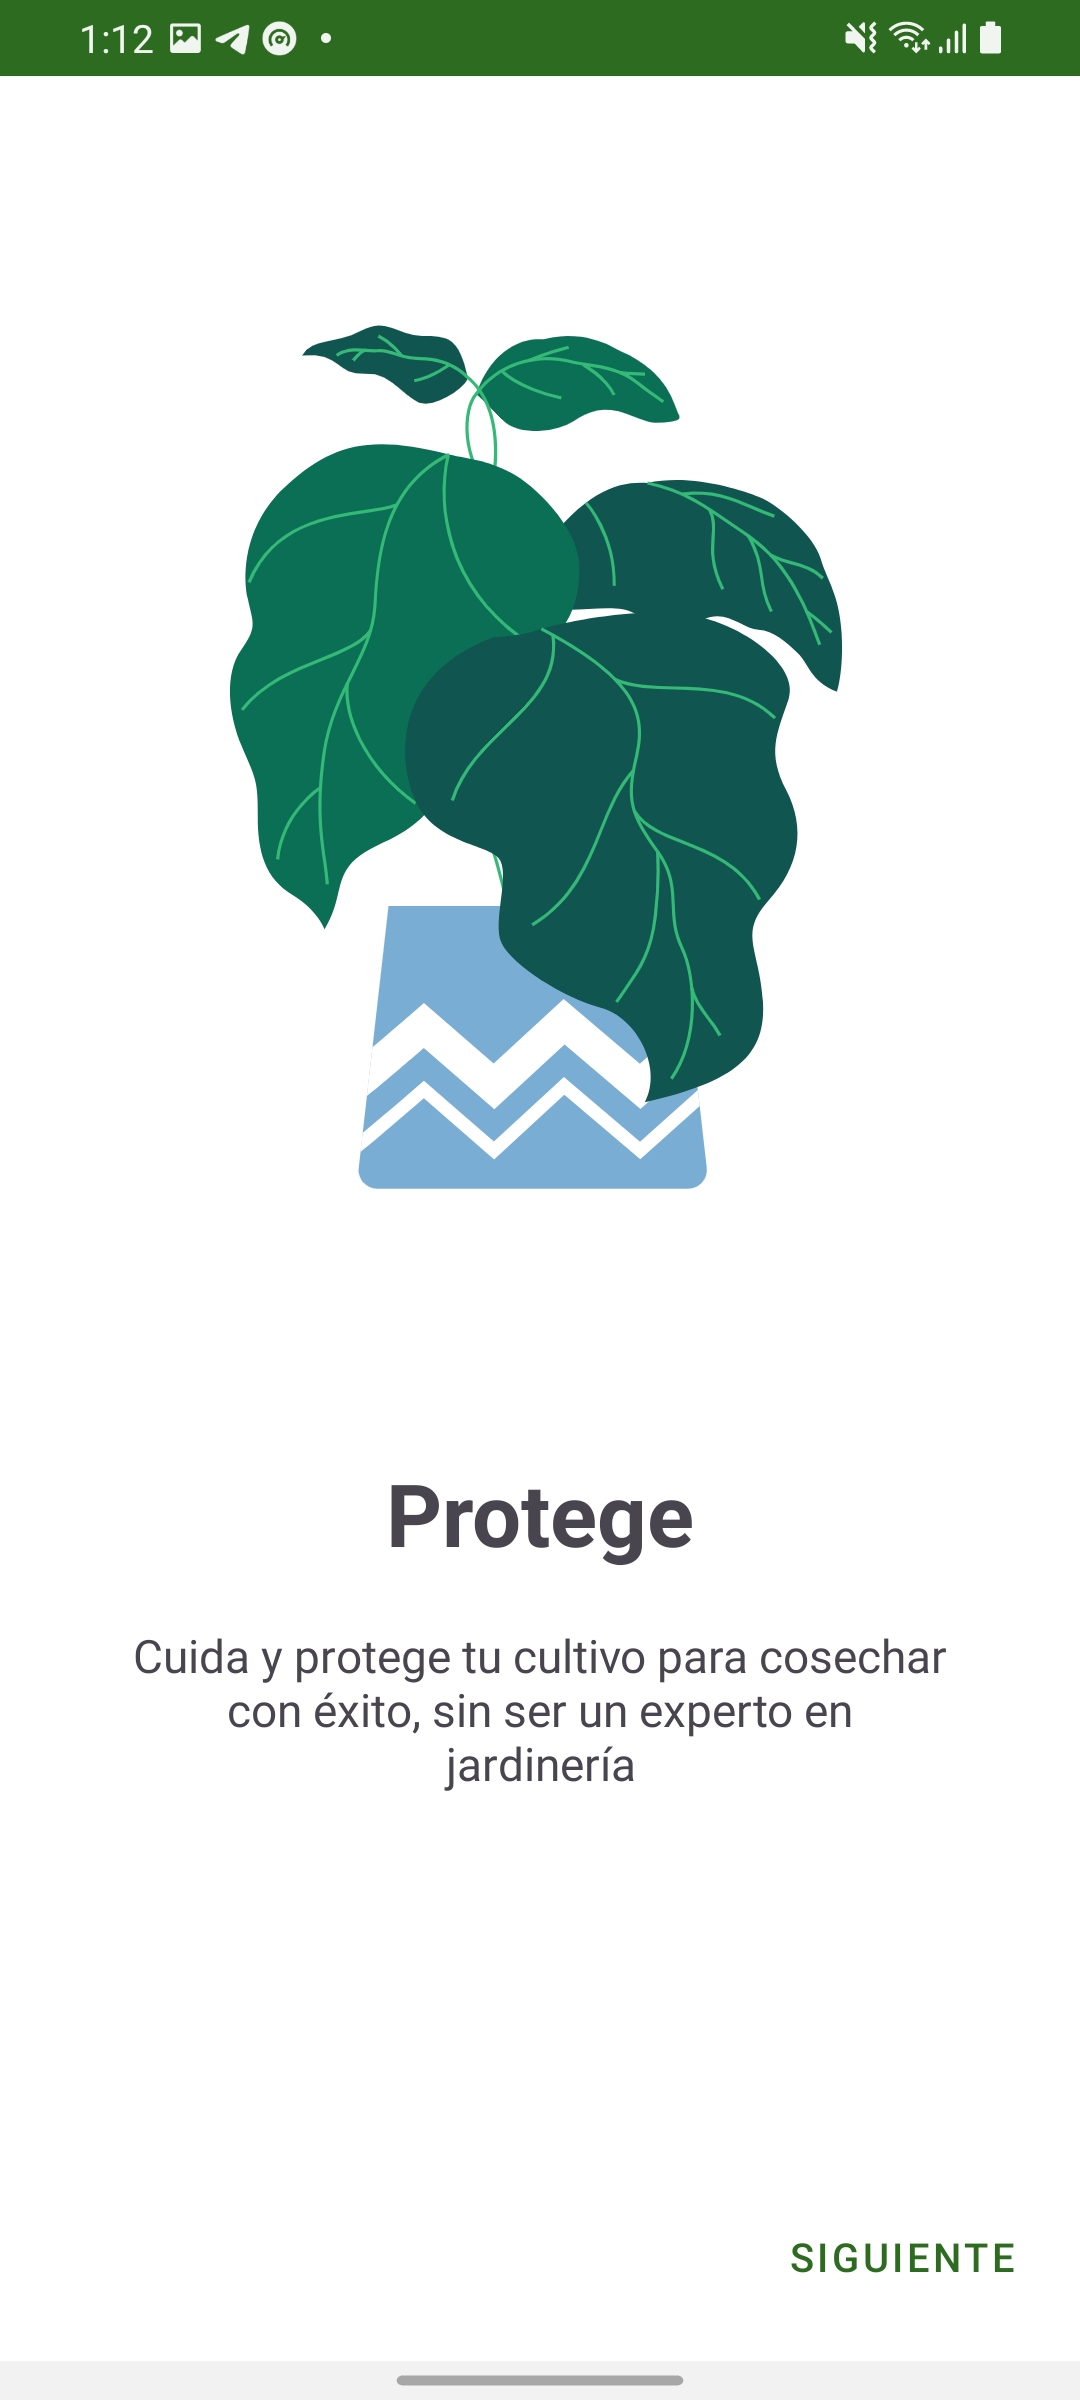 1:12
Protege
Cuida y protege tu cultivo para cosechar
con éxito, sin ser un experto en
jardinería
SIGUIENTE